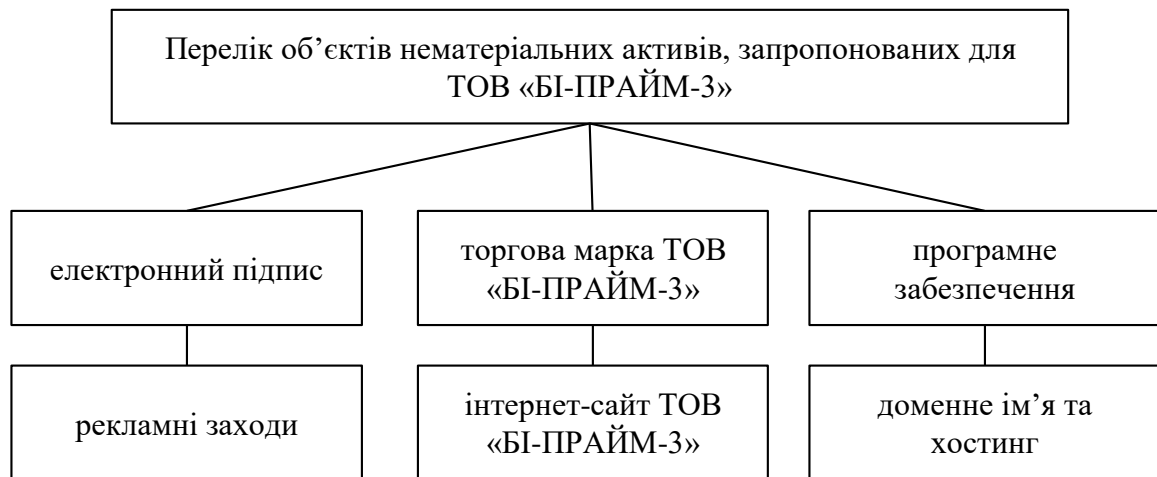 Перелік об’єктів нематеріальних активів, запропонованих для
ТОВ «БІ-ПРАЙМ-3»
електронний підпис
торгова марка ТОВ
«БІ-ПРАЙМ-3»
програмне
забезпечення
рекламні заходи
інтернет-сайт ТОВ
«БІ-ПРАЙМ-3»
доменне ім’я та
хостинг